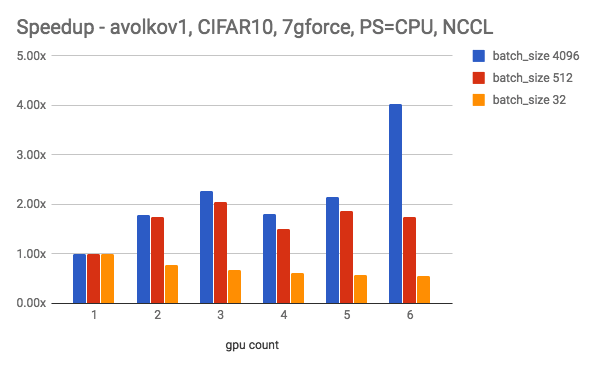 Speedup - avolkov1, CIFAR10, 7gforce, PS=CPU, NCCL
batch_size 4096
batch_size 512
batch_size 32
5.00x
4.00x
3.00x
2.00x
1.00x
0.00x
1 2 3 4 5 6
gpu count